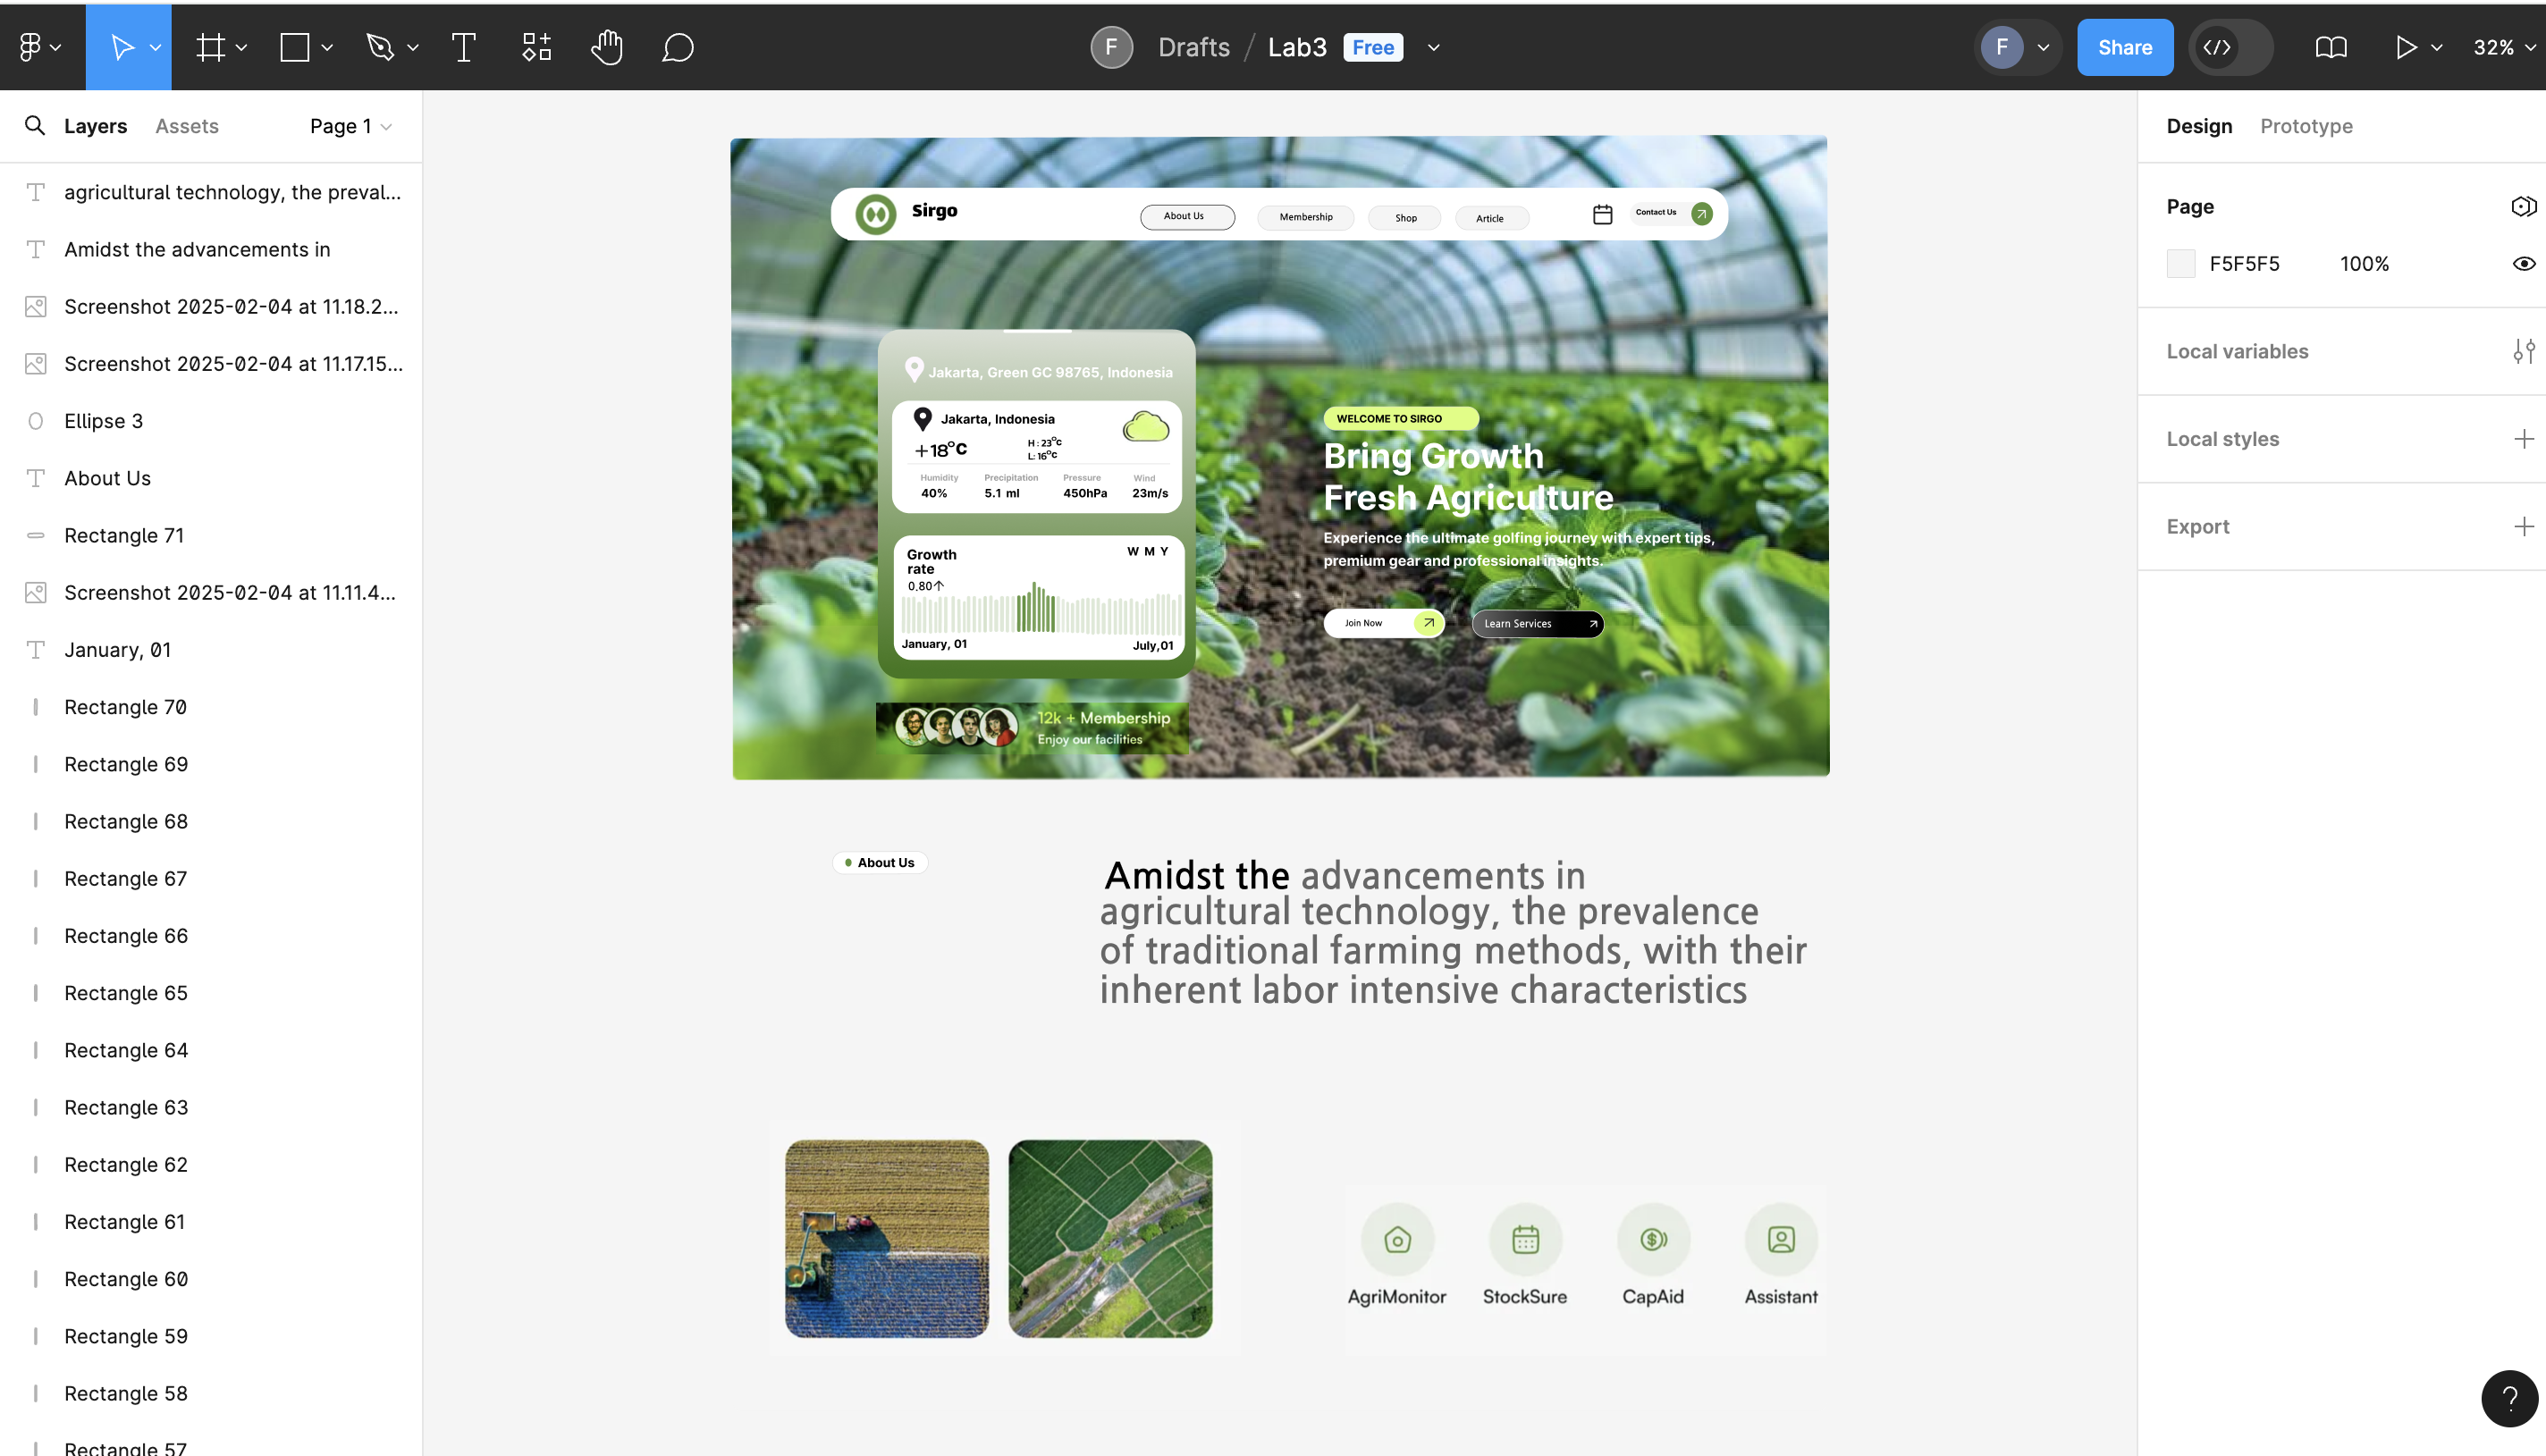 F
Drafts / Lab3 Free
F
Share
32%
Layers
Assets
Page 1
agricultural technology, the preval...
Amidst the advancements in
Screenshot 2025-02-04 at 11.18.2...
Screenshot 2025-02-04 at 11.17.15...
Ellipse 3
About Us
Rectangle 71
Screenshot 2025-02-04 at 11.11.4...
January, 01
Rectangle 70
Rectangle 69
Rectangle 68
Rectangle 67
Rectangle 66
Rectangle 65
Rectangle 64
Rectangle 63
Rectangle 62
Rectangle 61
Rectangle 60
Rectangle 59
Rectangle 58
Rectangle 57
Sirgo
About Us
Membership
Shop
Article
Contact Us
Jakarta, Green GC 98765, Indonesia
Jakarta, Indonesia
+18°C
H : 23°C
L: 16°C
Humidity
40%
Precipitation
5.1 ml
Pressure
450hPa
Wind
23m/s
Growth
rate
W M Y
0.80↑
January, 01
July,01
12k + Membership
Enjoy our facilities
WELCOME TO SIRGO
Bring Growth
Fresh Agriculture
Experience the ultimate golfing journey with expert tips,
premium gear and professional insights.
Join Now
Learn Services
About Us
Amidst the advancements in
agricultural technology, the prevalence
of traditional farming methods, with their
inherent labor intensive characteristics
AgriMonitor
StockSure
CapAid
Assistant
Design
Prototype
Page
F5F5F5
100%
Local variables
Local styles
Export
?